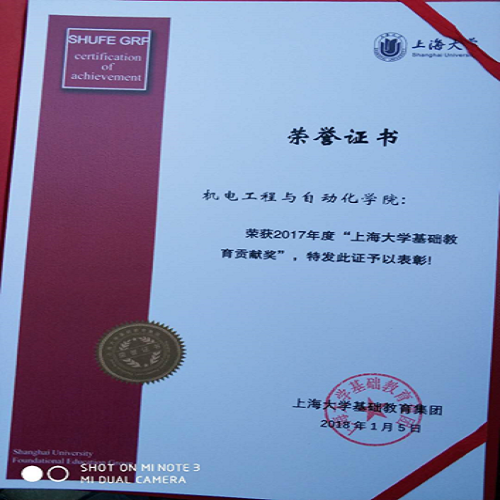 SHUFE GRP
certification
of
achievement
上海大学
Shanghai University
荣誉证书
机电工程与自动化学院:
荣获2017年度“上海大学基础教
育贡献奖”,特发此证予以表彰!
上海大学基础教育集团
2018年1月5日
Shanghai University
Foundational Education Group
SHOT ON MI NOTE 3
MI DUAL CAMERA